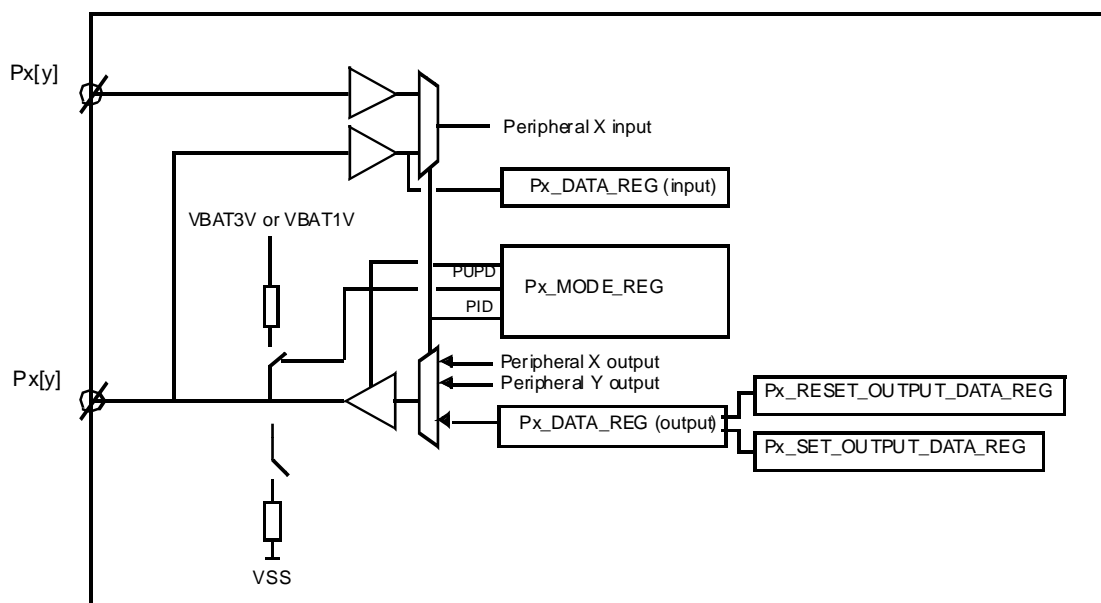 Px[y]
Peripheral X input
Px_DATA_REG (input)
VBAT3V or VBAT1V
PUPD
Px_MODE_REG
PID
Peripheral X output
Px[y]
Peripheral Y output
Px_RESET_OUTPUT_DATA_REG
Px_DATA_REG (output)
Px_SET_OUTPUT_DATA_REG
VSS